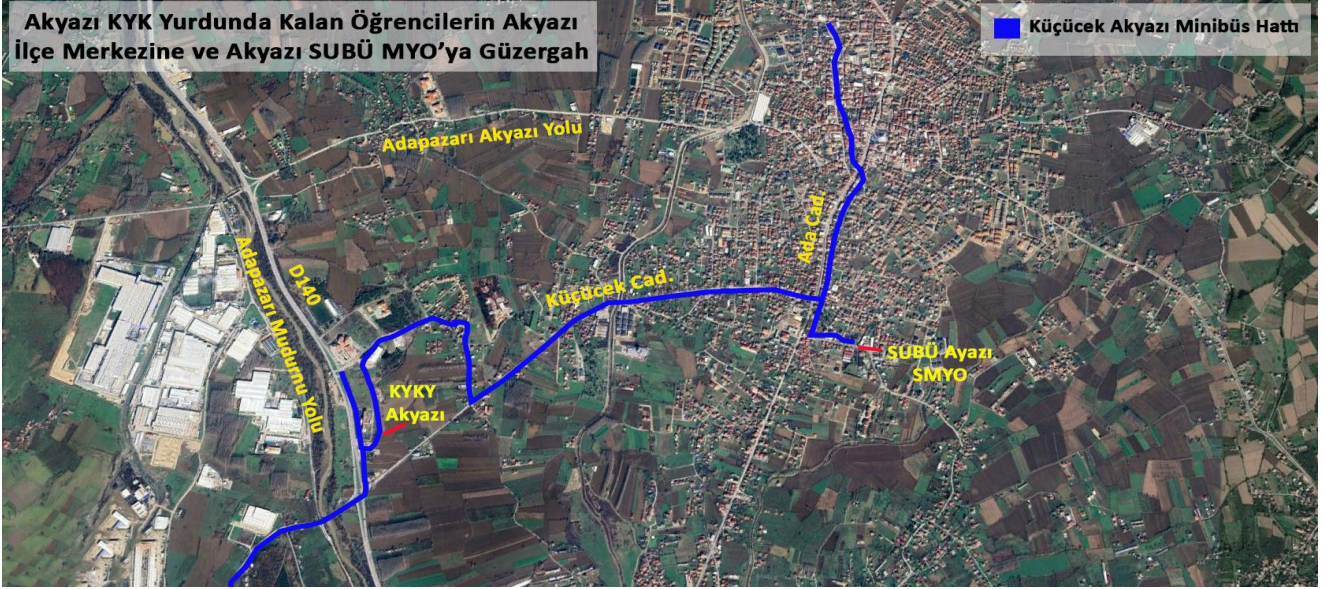 Akyazı KYK Yurdunda Kalan Öğrencilerin Akyazı
İlçe Merkezine ve Akyazı SUBÜ MYO’ya Güzergah
Küçücek Akyazı Minibüs Hattı
Adapazarı Akyazı Yolu
Ada Cad.
Adapazarı Mudurnu Yolu
D140
Küçücek Cad.
SUBÜ Ayazı
SMYO
KYKY
Akyazı